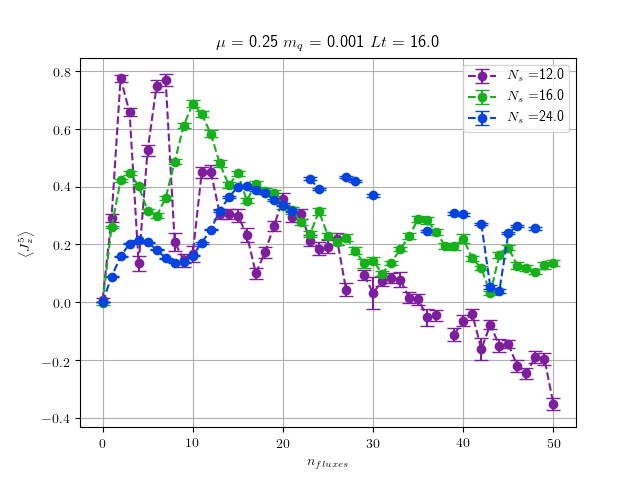 μ = 0.25 m_q = 0.001 Lt = 16.0
N_s =12.0
N_s =16.0
N_s =24.0
0.8
0.6
0.4
0.2
0.0
−0.2
−0.4
⟨J_z^5⟩
0 10 20 30 40 50
n_{fluxes}